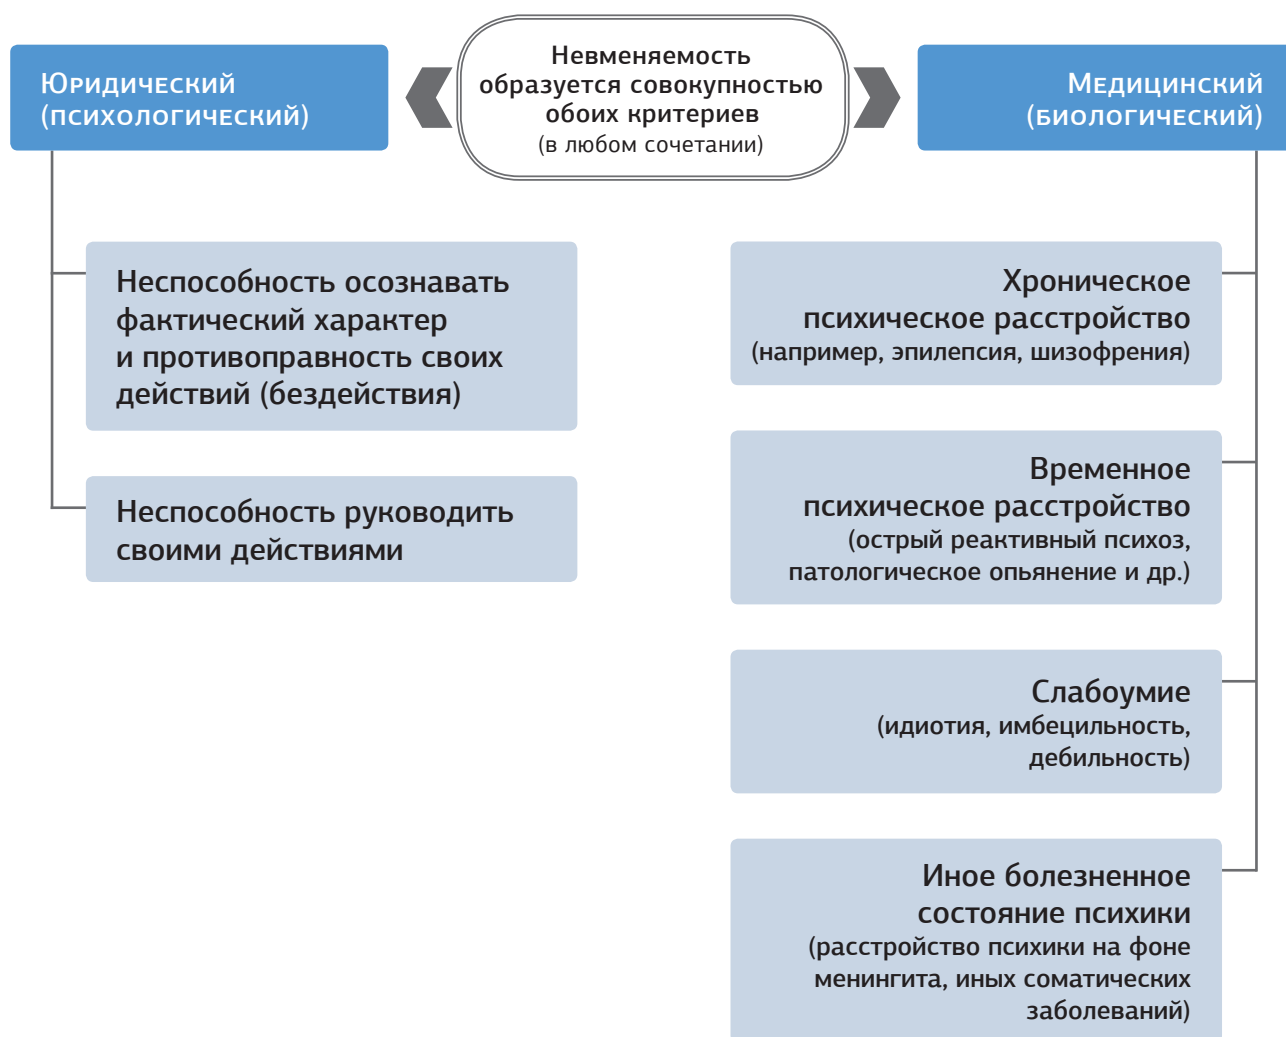 Юридический
(психологический)
Невменяемость
образуется совокупностью
обоих критериев
(в любом сочетании)
Медицинский
(биологический)
Неспособность осознавать
фактический характер
и противоправность своих
действий (бездействия)
Неспособность руководить
своими действиями
Хроническое
психическое расстройство
(например, эпилепсия, шизофрения)
Временное
психическое расстройство
(острый реактивный психоз,
патологическое опьянение и др.)
Слабоумие
(идиотия, имбецильность,
дебильность)
Иное болезненное
состояние психики
(расстройство психики на фоне
менингита, иных соматических
заболеваний)